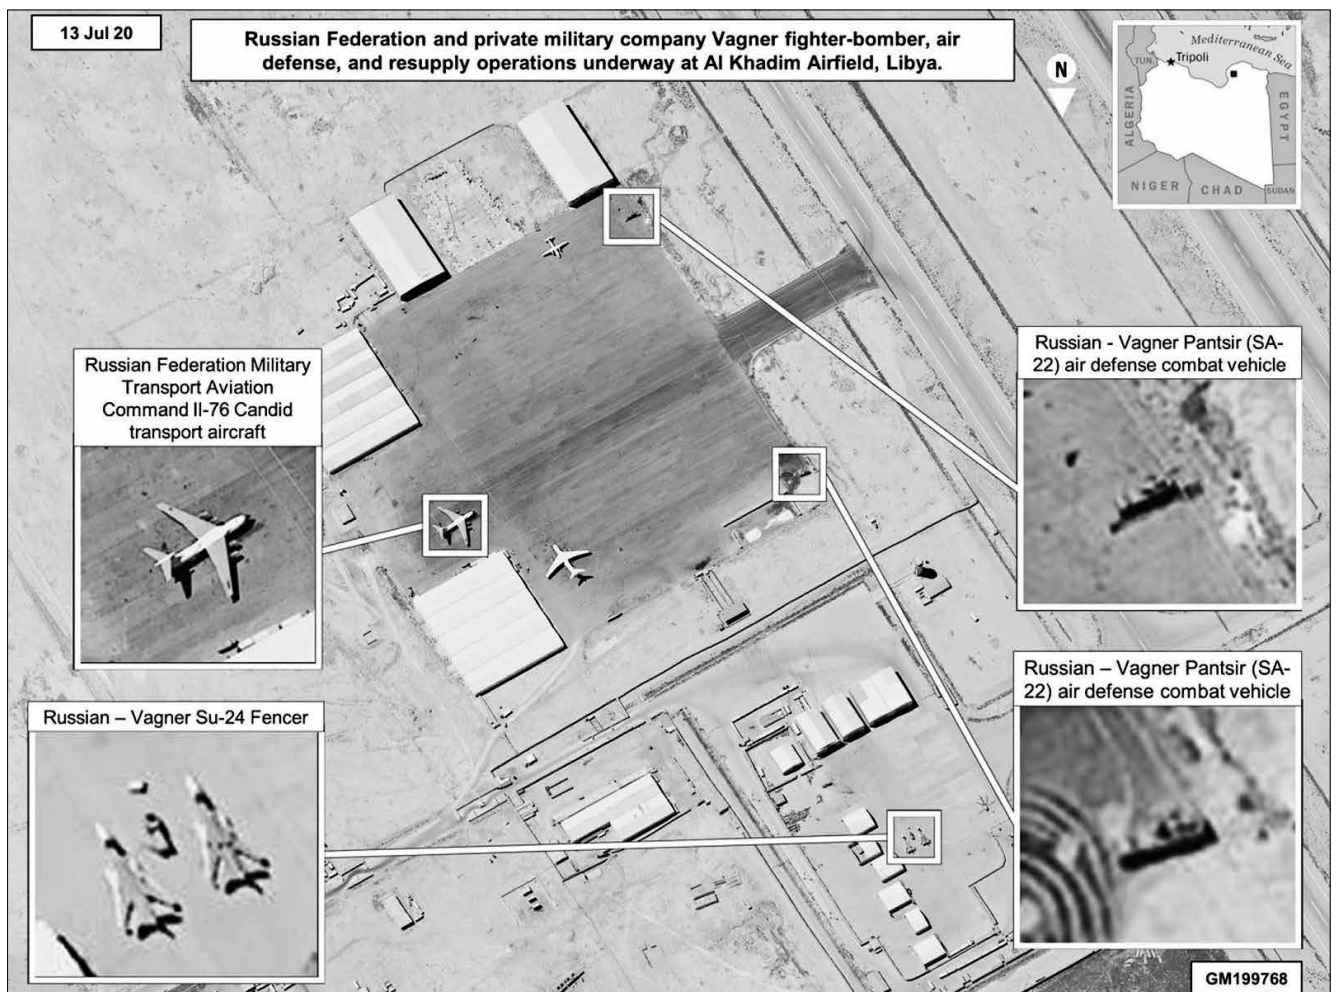 13 Jul 20
Russian Federation and private military company Vagner fighter-bomber, air
defense, and resupply operations underway at Al Khadim Airfield, Libya.
N
Mediterranean Sea
TUN.
Tripoli
ALGERIA
EGYPT
NIGER
CHAD
SUDAN
Russian Federation Military
Transport Aviation
Command Il-76 Candid
transport aircraft
Russian - Vagner Pantsir (SA-
22) air defense combat vehicle
Russian – Vagner Pantsir (SA-
22) air defense combat vehicle
Russian – Vagner Su-24 Fencer
GM199768